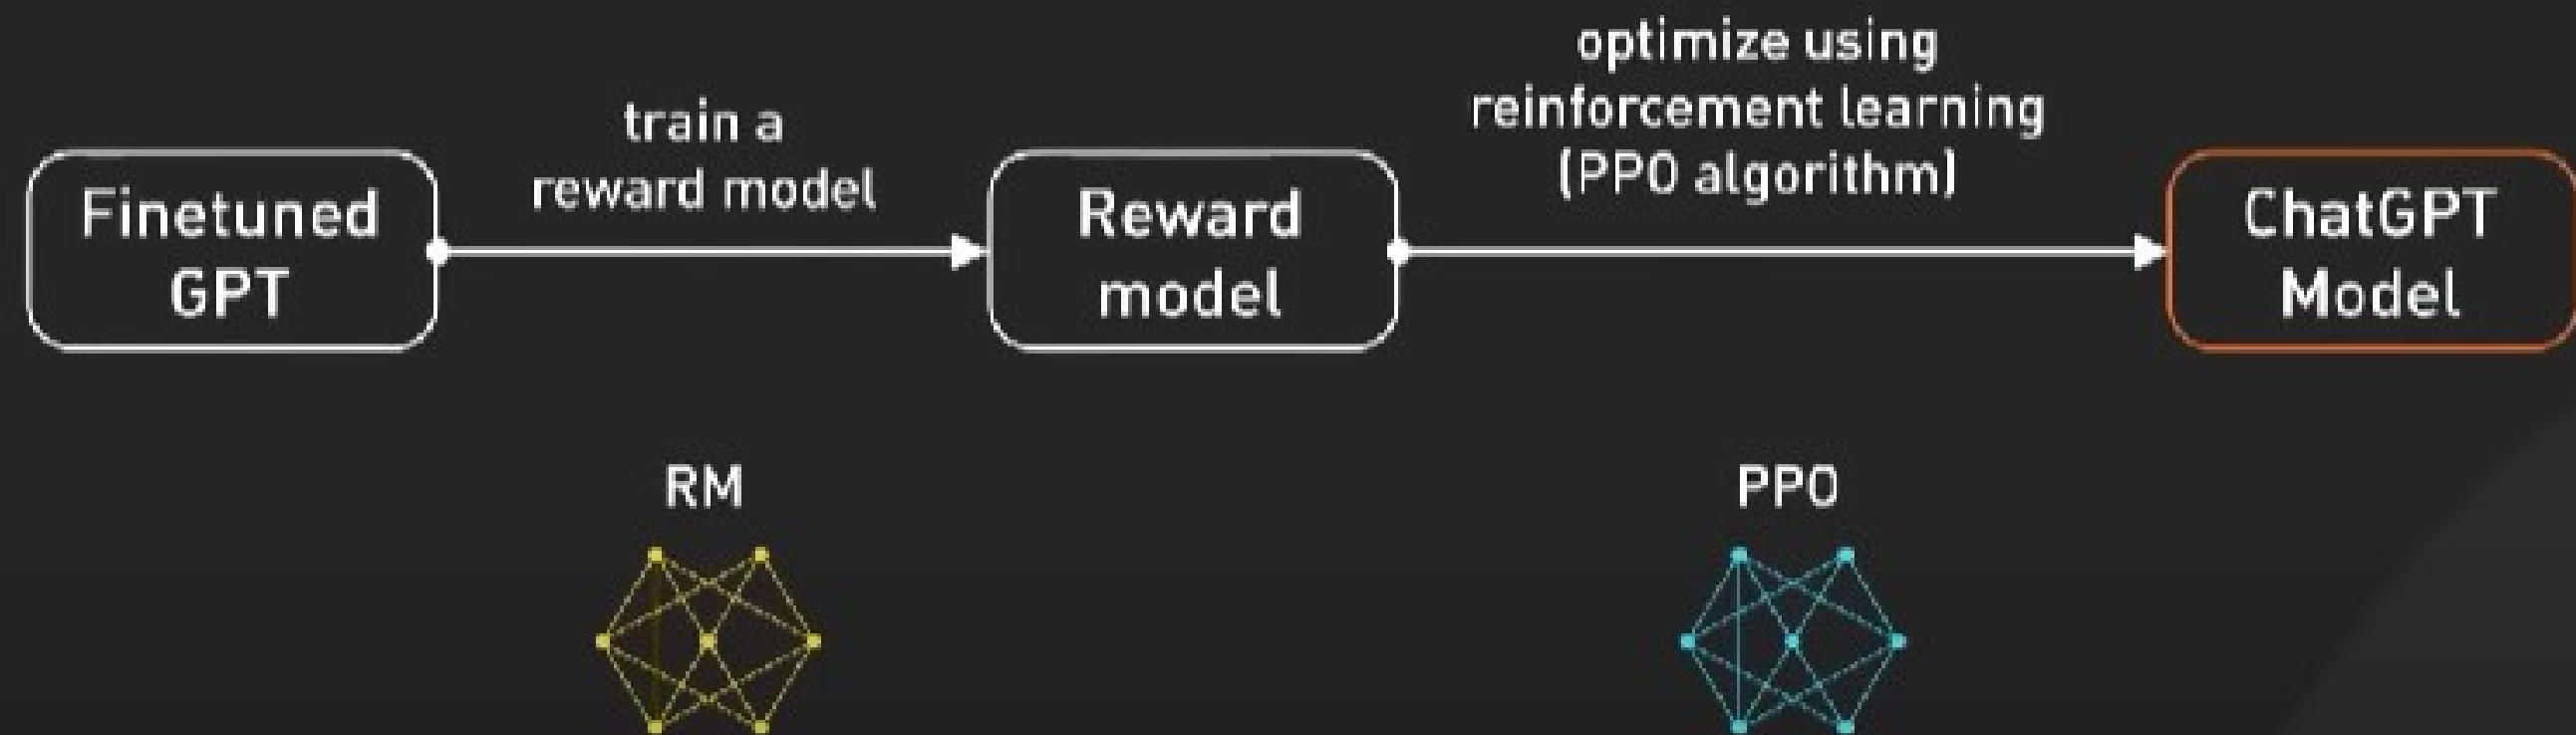 Finetuned
GPT
train a
reward model
Reward
model
optimize using
reinforcement learning
(PPO algorithm)
ChatGPT
Model
RM
PPO